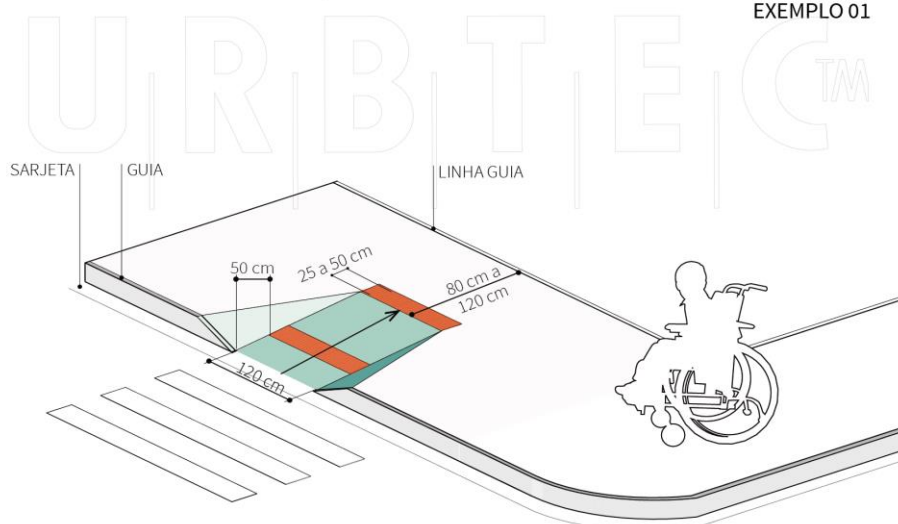 EXEMPLO 01
URBTEC™
SARJETA
GUIA
LINHA GUIA
50 cm
25 a 50 cm
80 cm a
120 cm
120 cm